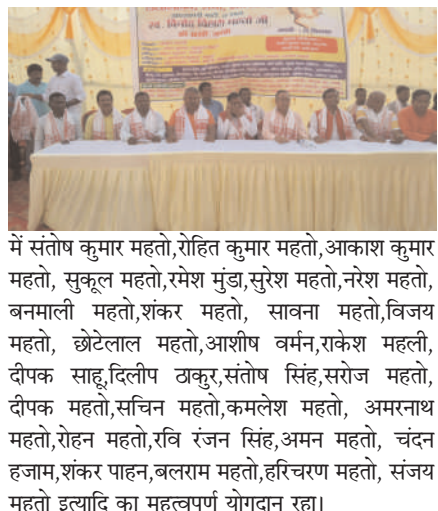 स्व. विनोद बिहारी महतो जी
में संतोष कुमार महतो,रोहित कुमार महतो,आकाश कुमार
महतो, सुकूल महतो,रमेश मुंडा,सुरेश महतो,नरेश महतो,
बनमाली महतो,शंकर महतो, सावना महतो,विजय
महतो, छोटेलाल महतो,आशीष वर्मन,राकेश महली,
दीपक साहू,दिलीप ठाकुर,संतोष सिंह,सरोज महतो,
दीपक महतो,सचिन महतो,कमलेश महतो, अमरनाथ
महतो,रोहन महतो,रवि रंजन सिंह,अमन महतो, चंदन
हजाम,शंकर पाहन,बलराम महतो,हरिचरण महतो, संजय
महतो इत्यादि का महत्वपूर्ण योगदान रहा।